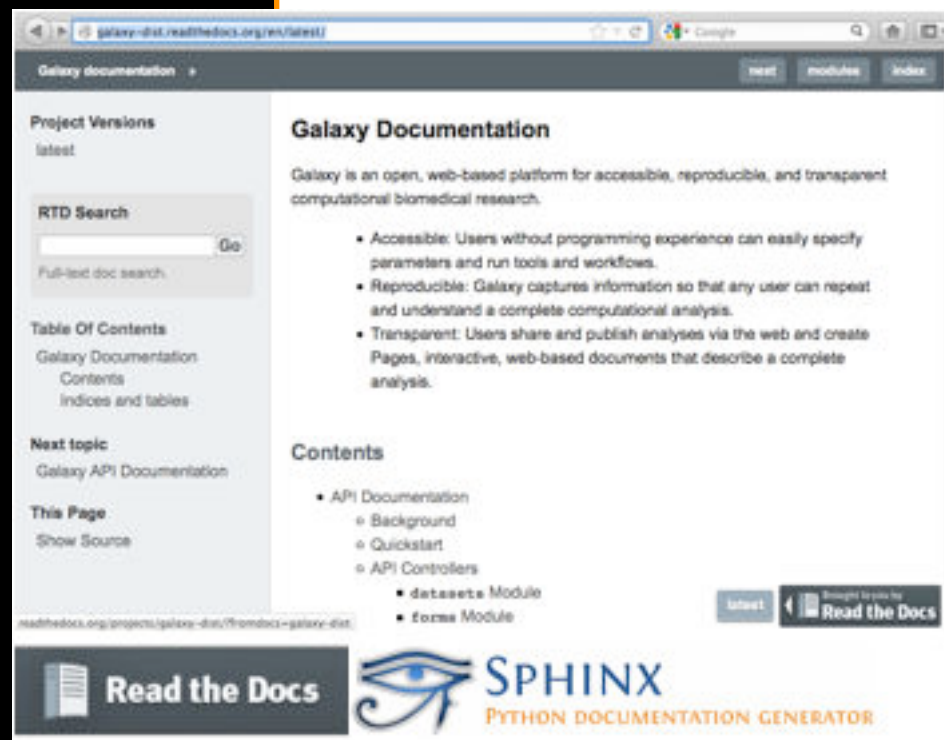 galaxy-dist.readthedocs.org/en/latest/
Google
Galaxy documentation »
next modules index
Project Versions
latest
RTD Search
Go
Full-text doc search.
Table Of Contents
Galaxy Documentation
Contents
Indices and tables
Next topic
Galaxy API Documentation
This Page
Show Source
Galaxy Documentation
Galaxy is an open, web-based platform for accessible, reproducible, and transparent
computational biomedical research.
• Accessible: Users without programming experience can easily specify
parameters and run tools and workflows.
• Reproducible: Galaxy captures information so that any user can repeat
and understand a complete computational analysis.
• Transparent: Users share and publish analyses via the web and create
Pages, interactive, web-based documents that describe a complete
analysis.
Contents
• API Documentation
○ Background
○ Quickstart
○ API Controllers
▪ datasets Module
▪ forms Module
latest
Brought to you by
Read the Docs
readthedocs.org/projects/galaxy-dist/?fromdocs=galaxy-dist
Read the Docs
SPHINX
PYTHON DOCUMENTATION GENERATOR